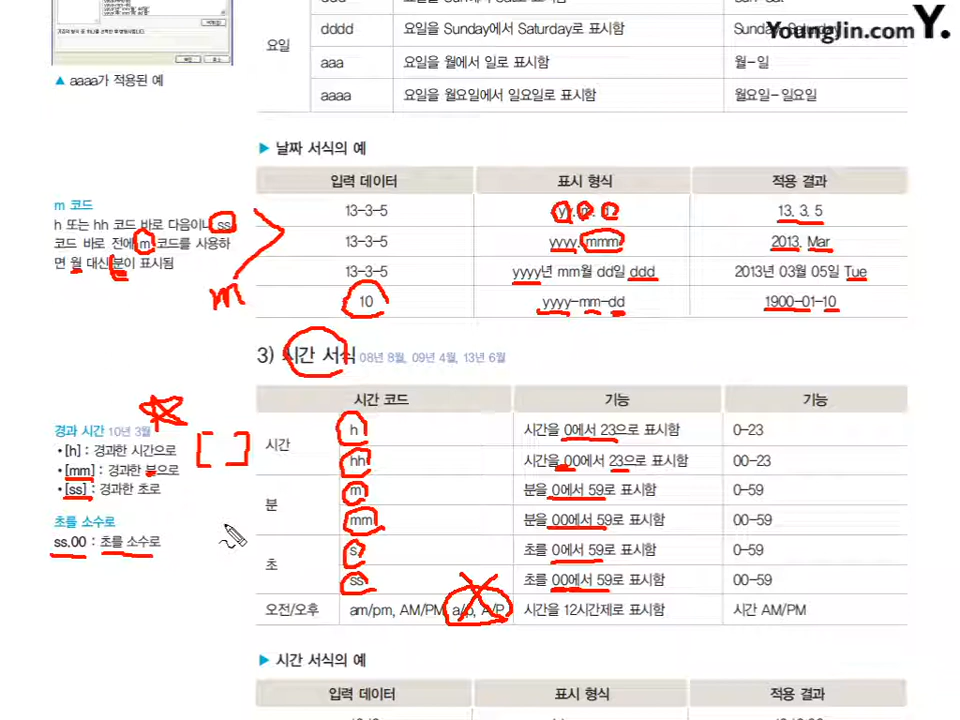 YoungJin.com Y.
요일
dddd 요일을 Sunday에서 Saturday로 표시함 Sunday-Saturday
aaa 요일을 월에서 일로 표시함 월-일
aaaa 요일을 월요일에서 일요일로 표시함 월요일-일요일
▲ aaaa가 적용된 예
▶ 날짜 서식의 예
입력 데이터 표시 형식 적용 결과
13-3-5 yy. m. d 13. 3. 5
13-3-5 yyyy. mmm 2013. Mar
13-3-5 yyyy년 mm월 dd일 ddd 2013년 03월 05일 Tue
10 yyyy-mm-dd 1900-01-10
m 코드
h 또는 hh 코드 바로 다음이나 ss
코드 바로 전에 m 코드를 사용하
면 월 대신 분이 표시됨
m
3) 시간 서식 08년 8월, 09년 4월, 13년 6월
시간 코드 기능 기능
시간 h 시간을 0에서 23으로 표시함 0-23
hh 시간을 00에서 23으로 표시함 00-23
분 m 분을 0에서 59로 표시함 0-59
mm 분을 00에서 59로 표시함 00-59
초 s 초를 0에서 59로 표시함 0-59
ss 초를 00에서 59로 표시함 00-59
오전/오후 am/pm, AM/PM, a/p, A/P 시간을 12시간제로 표시함 시간 AM/PM
경과 시간 10년 3월
• [h] : 경과한 시간으로
• [mm] : 경과한 분으로
• [ss] : 경과한 초로
[ ]
초를 소수로
ss.00 : 초를 소수로
▶ 시간 서식의 예
입력 데이터 표시 형식 적용 결과